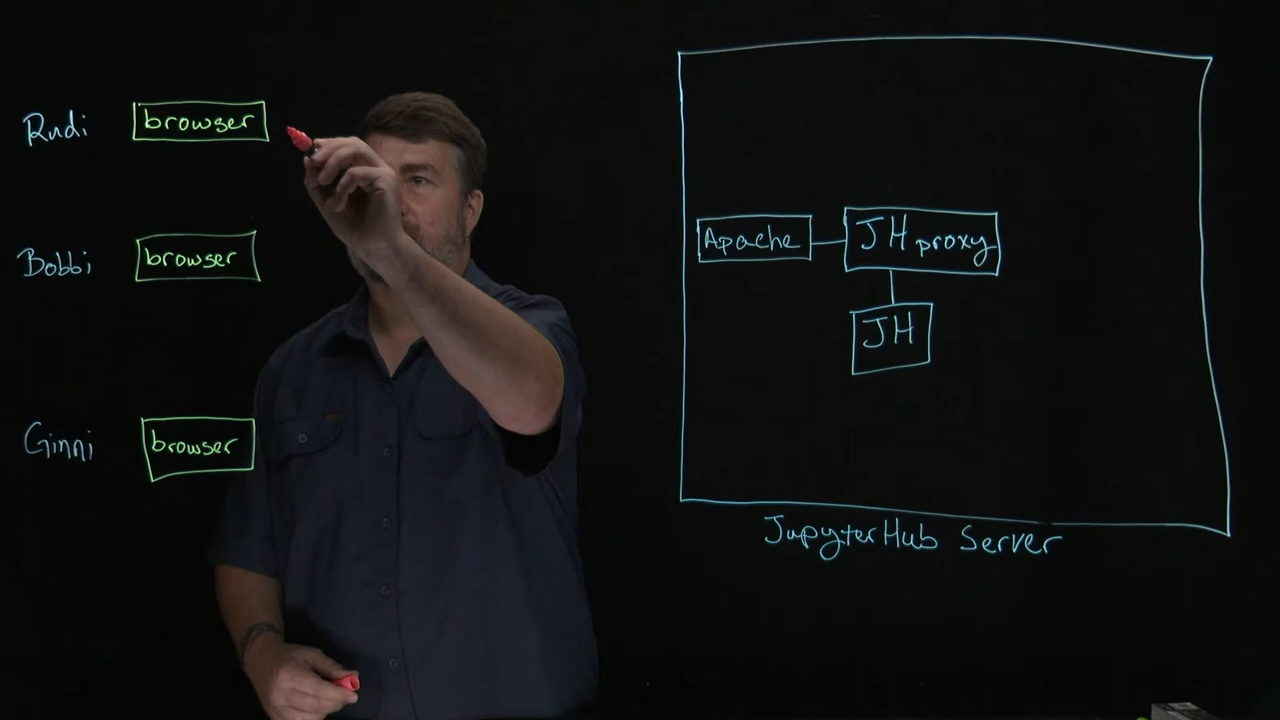 Rudi
browser
Bobbi
browser
Ginni
browser
Apache
JH proxy
JH
JupyterHub Server